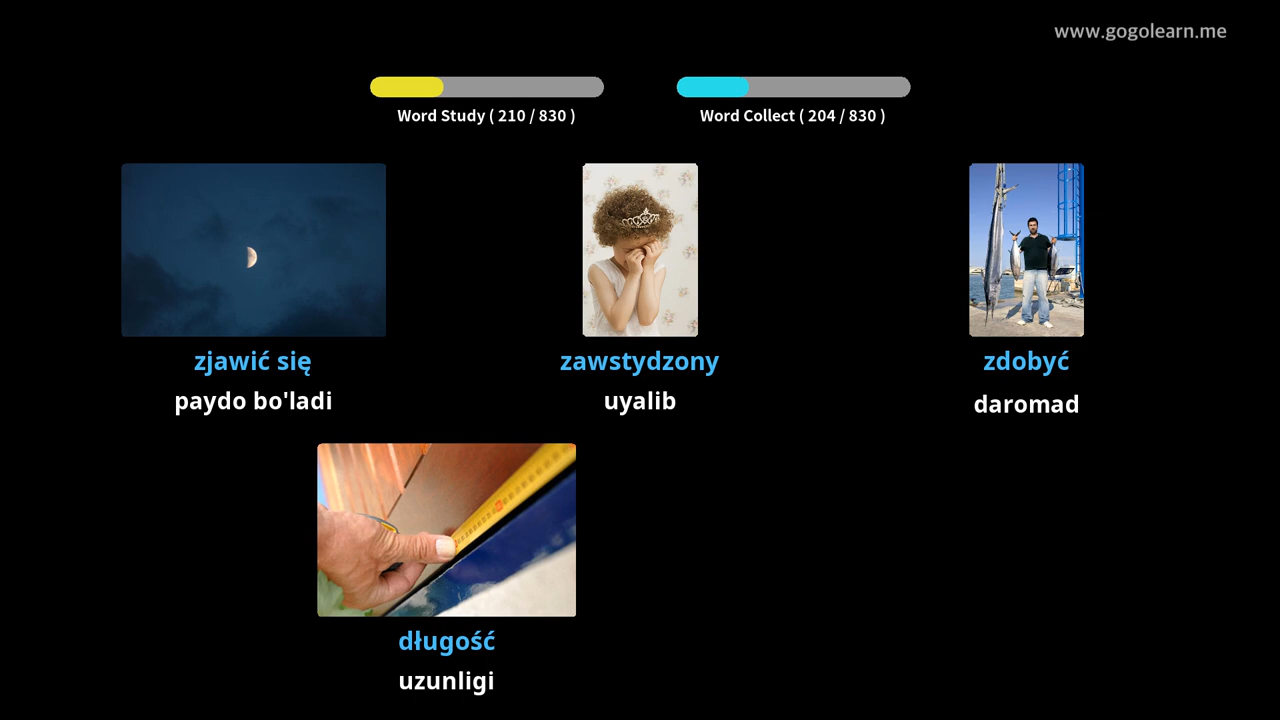 www.gogolearn.me
Word Study ( 210 / 830 )
Word Collect ( 204 / 830 )
zjawić się
paydo bo'ladi
zawstydzony
uyalib
zdobyć
daromad
długość
uzunligi